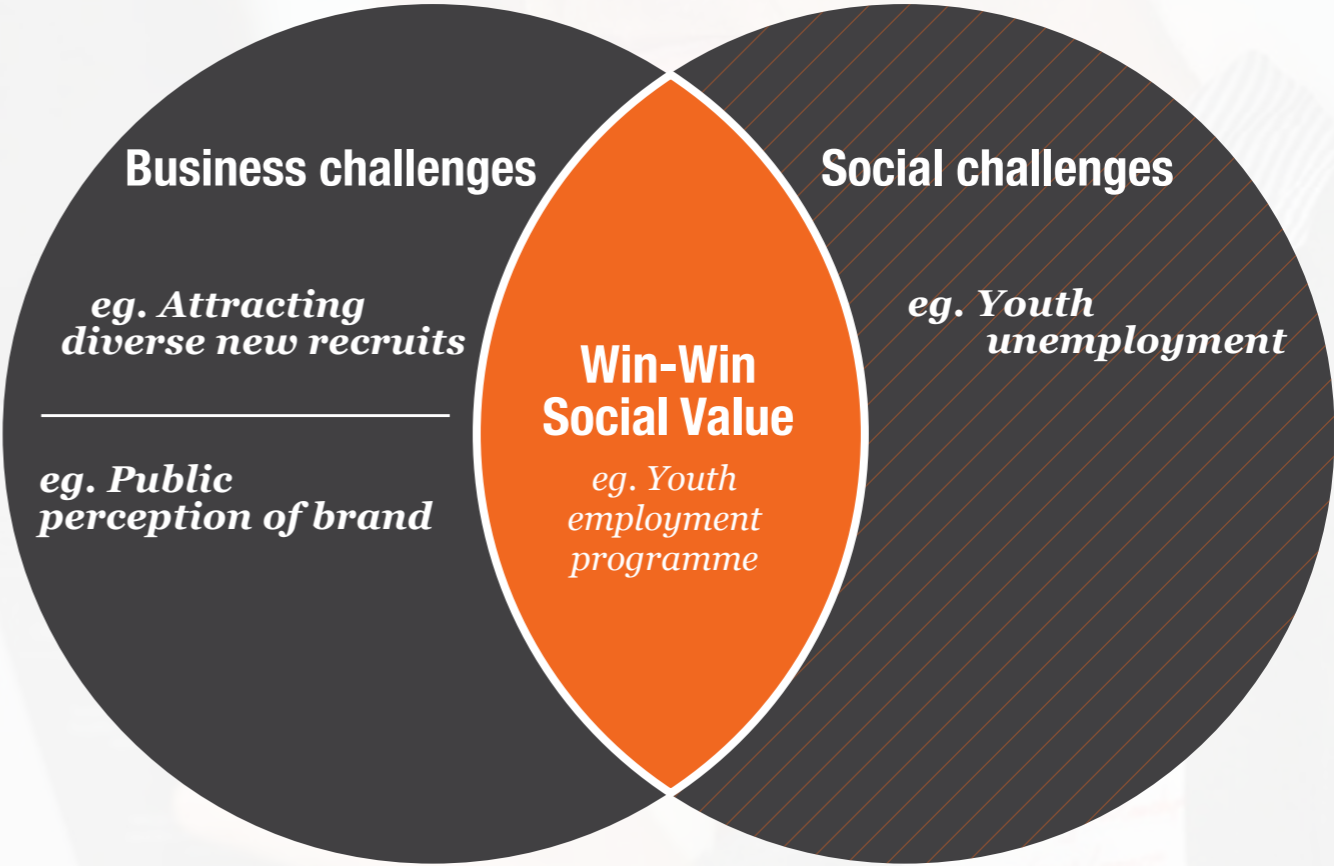 Business challenges
eg. Attracting
diverse new recruits
eg. Public
perception of brand
Win-Win
Social Value
eg. Youth
employment
programme
Social challenges
eg. Youth
unemployment